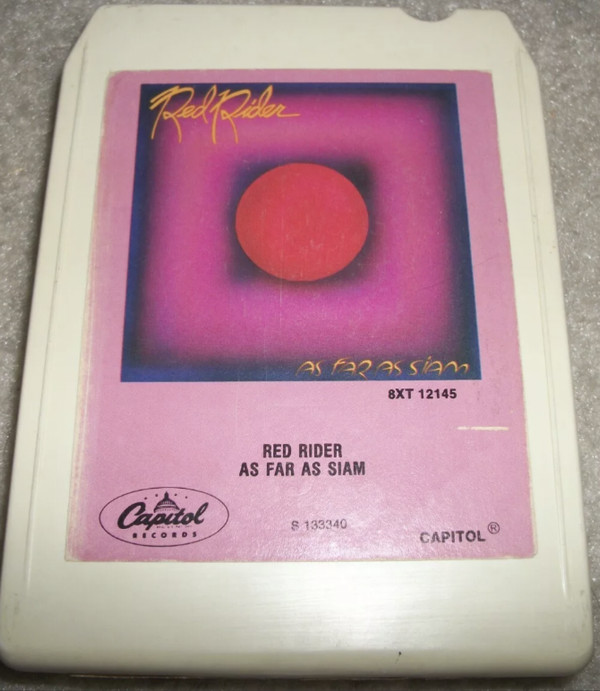 Red Rider
AS FAR AS SIAM
8XT 12145
RED RIDER
AS FAR AS SIAM
Capitol
RECORDS
S 133340
CAPITOL®